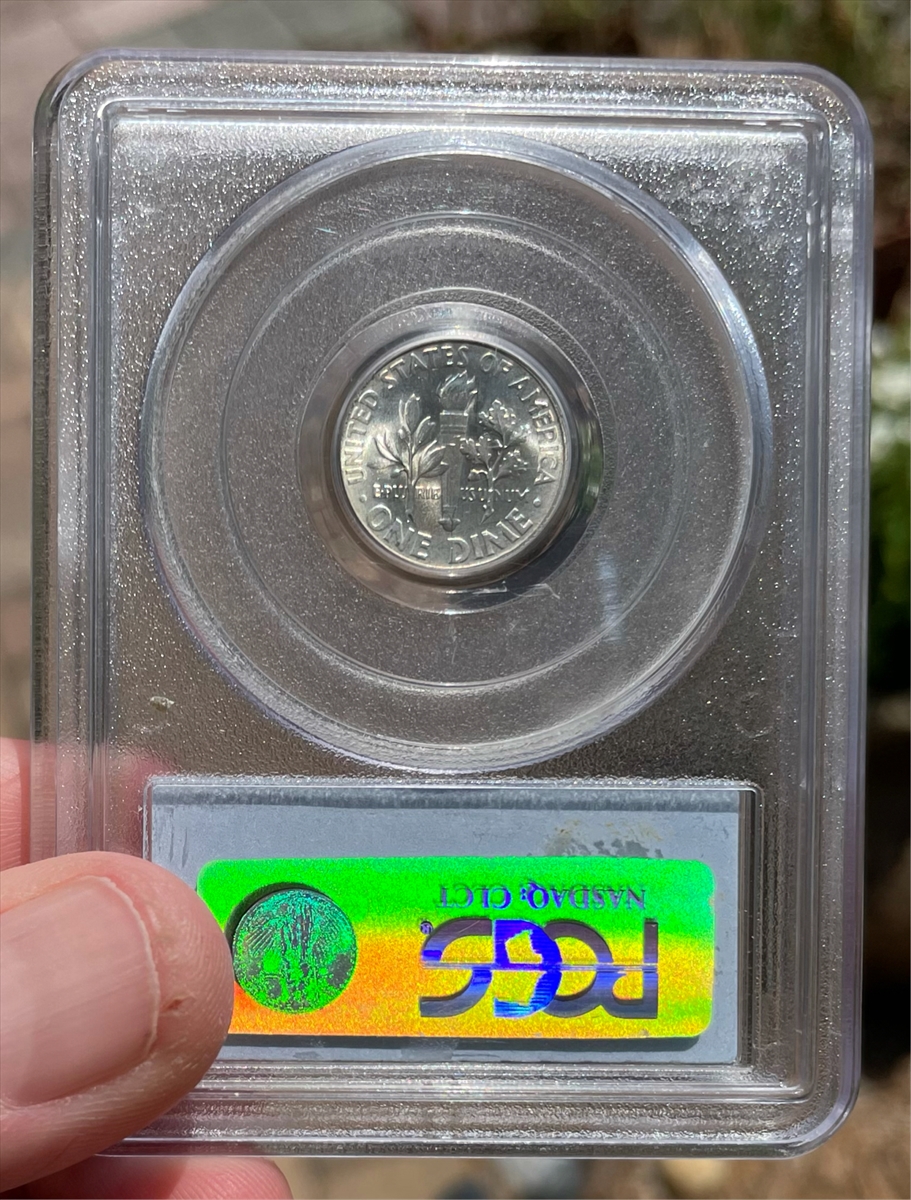 UNITED STATES OF AMERICA
E PLURIBUS UNUM
• ONE DIME •
PCGS®
NASDAQ: CLCT